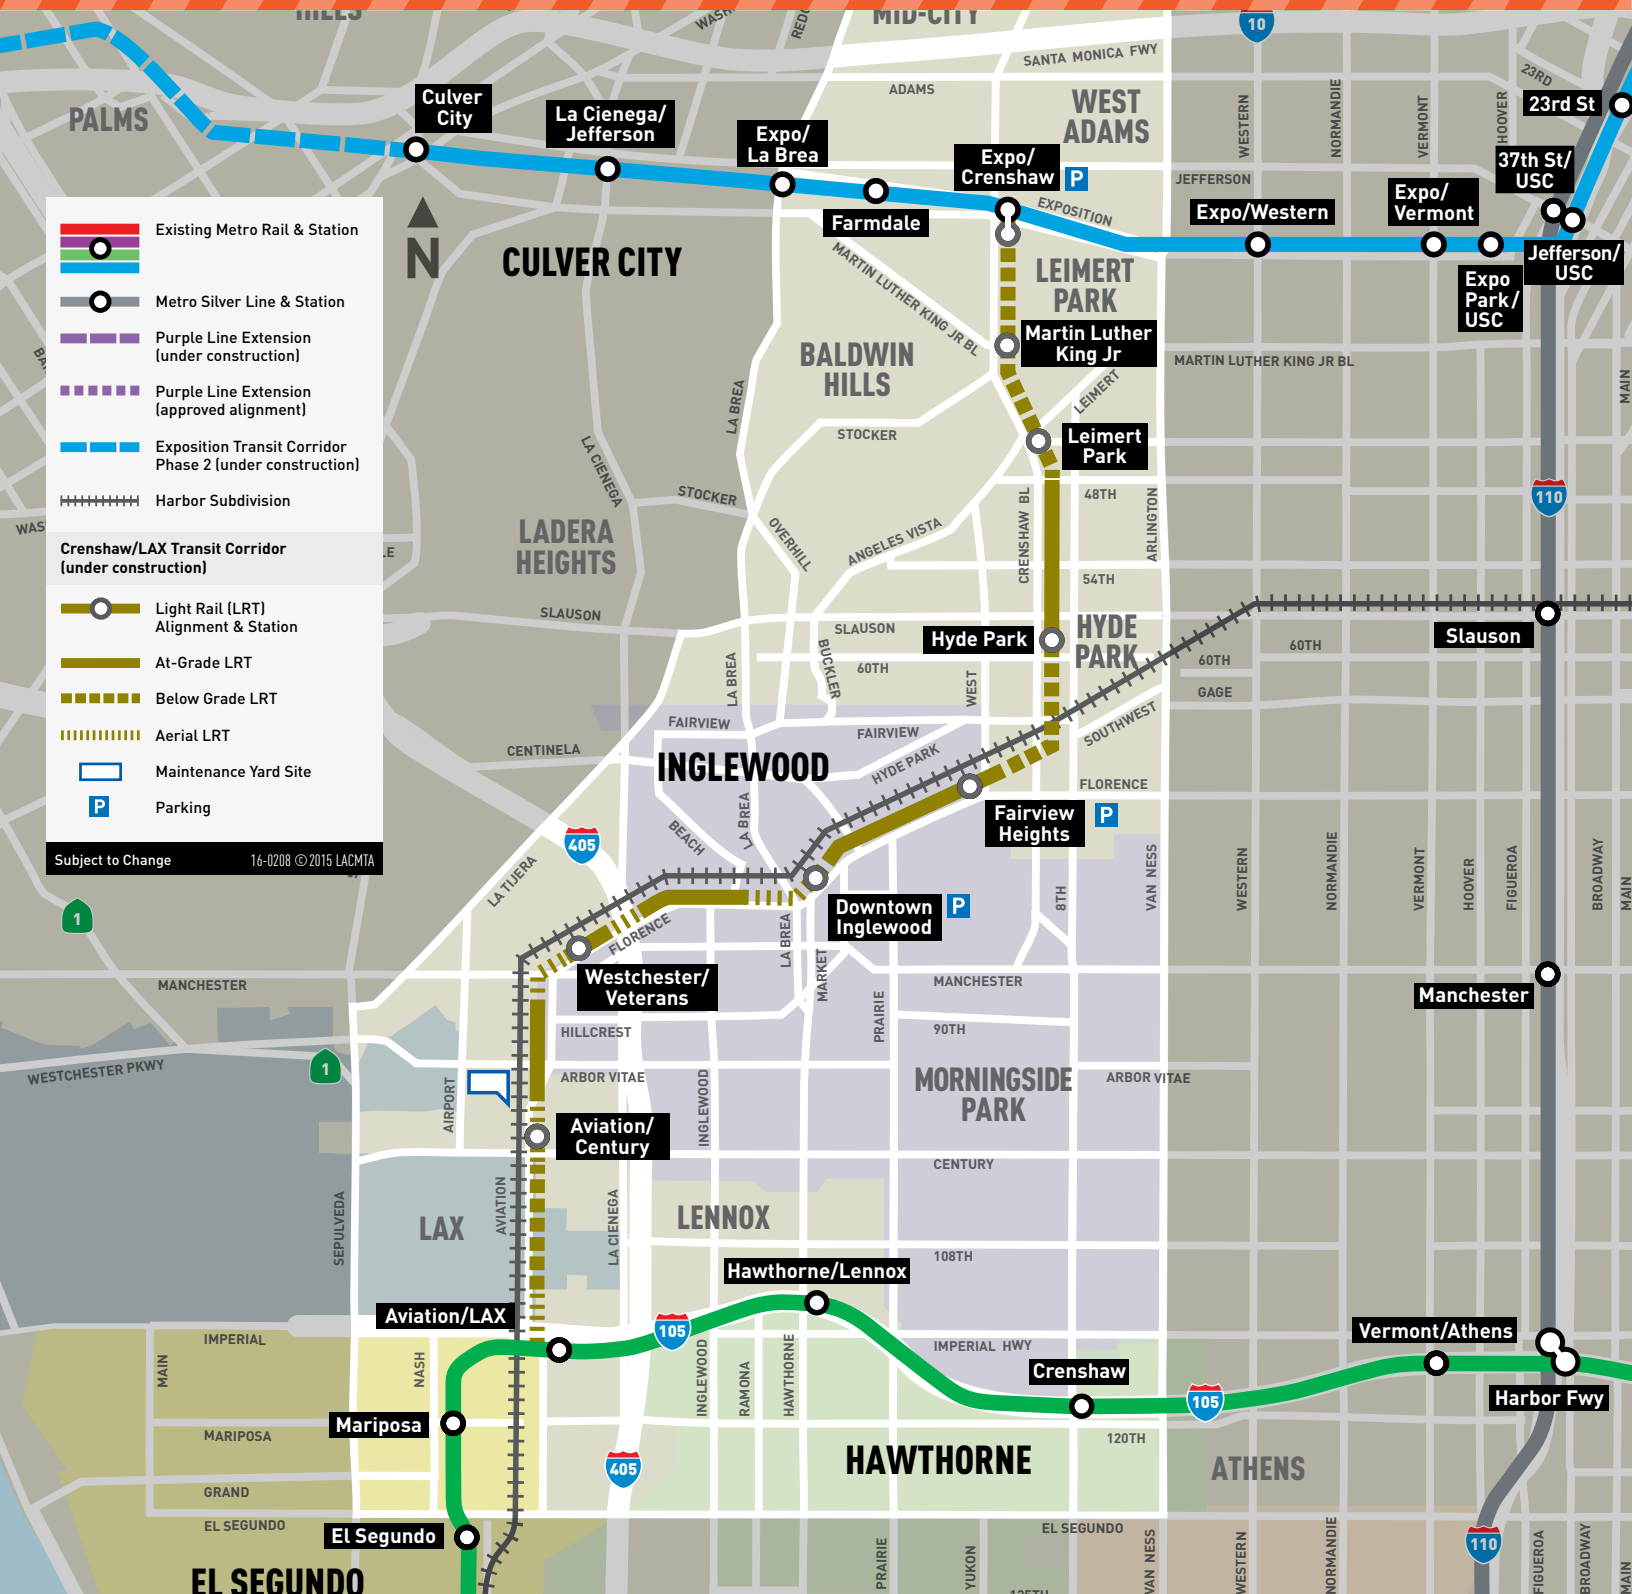 MID-CITY
10
SANTA MONICA FWY
ADAMS
WEST
ADAMS
23RD
23rd St
HOOVER
VERMONT
NORMANDIE
WESTERN
PALMS
Culver
City
La Cienega/
Jefferson
Expo/
La Brea
Expo/
Crenshaw
P
Farmdale
EXPOSITION
JEFFERSON
Expo/Western
Expo/
Vermont
37th St/
USC
Jefferson/
USC
Expo
Park/
USC
N
CULVER CITY
MARTIN LUTHER KING JR BL
LEIMERT
PARK
Martin Luther
King Jr
MARTIN LUTHER KING JR BL
MAIN
BALDWIN
HILLS
LEIMERT
LA BREA
STOCKER
Leimert
Park
Existing Metro Rail & Station
Metro Silver Line & Station
Purple Line Extension
(under construction)
Purple Line Extension
(approved alignment)
Exposition Transit Corridor
Phase 2 (under construction)
Harbor Subdivision
Crenshaw/LAX Transit Corridor
(under construction)
Light Rail (LRT)
Alignment & Station
At-Grade LRT
Below Grade LRT
Aerial LRT
Maintenance Yard Site
P
Parking
Subject to Change
16-0208 ©2015 LACMTA
LA CIENEGA
STOCKER
OVERHILL
ANGELES VISTA
CRENSHAW BL
48TH
ARLINGTON
110
LADERA
HEIGHTS
54TH
SLAUSON
SLAUSON
BUCKLER
60TH
LA BREA
WEST
Hyde Park
HYDE
PARK
60TH
60TH
GAGE
Slauson
FAIRVIEW
FAIRVIEW
SOUTHWEST
CENTINELA
INGLEWOOD
HYDE PARK
FLORENCE
LA BREA
BEACH
Fairview
Heights
P
405
LA TIJERA
1
Downtown
Inglewood
P
8TH
VAN NESS
WESTERN
NORMANDIE
VERMONT
HOOVER
FIGUEROA
BROADWAY
MAIN
FLORENCE
LA BREA
MARKET
Westchester/
Veterans
MANCHESTER
MANCHESTER
Manchester
HILLCREST
PRAIRIE
90TH
WESTCHESTER PKWY
1
AIRPORT
ARBOR VITAE
INGLEWOOD
MORNINGSIDE
PARK
ARBOR VITAE
Aviation/
Century
CENTURY
SEPULVEDA
LAX
AVIATION
LA CIENEGA
LENNOX
108TH
Hawthorne/Lennox
Aviation/LAX
105
IMPERIAL
IMPERIAL HWY
Vermont/Athens
MAIN
NASH
INGLEWOOD
RAMONA
HAWTHORNE
Crenshaw
105
Harbor Fwy
Mariposa
MARIPOSA
120TH
405
HAWTHORNE
ATHENS
GRAND
EL SEGUNDO
El Segundo
EL SEGUNDO
110
EL SEGUNDO
PRAIRIE
YUKON
VAN NESS
WESTERN
NORMANDIE
FIGUEROA
BROADWAY
MAIN